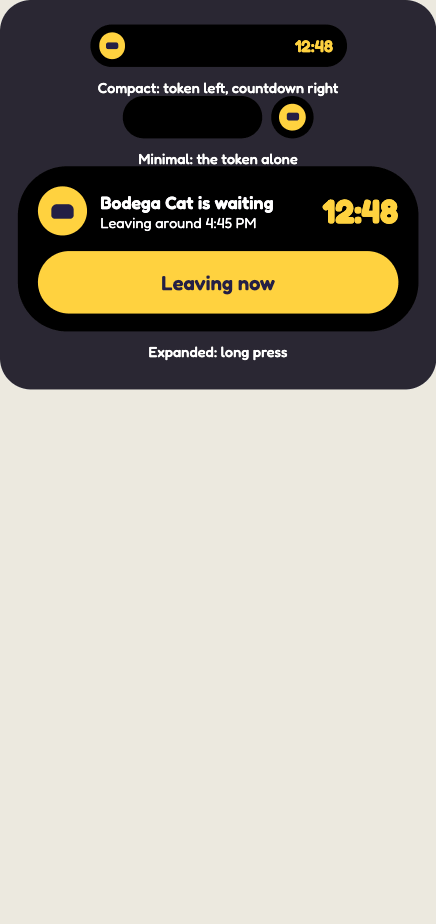 12:48
Compact: token left, countdown right
Minimal: the token alone
Bodega Cat is waiting
Leaving around 4:45 PM
12:48
Leaving now
Expanded: long press